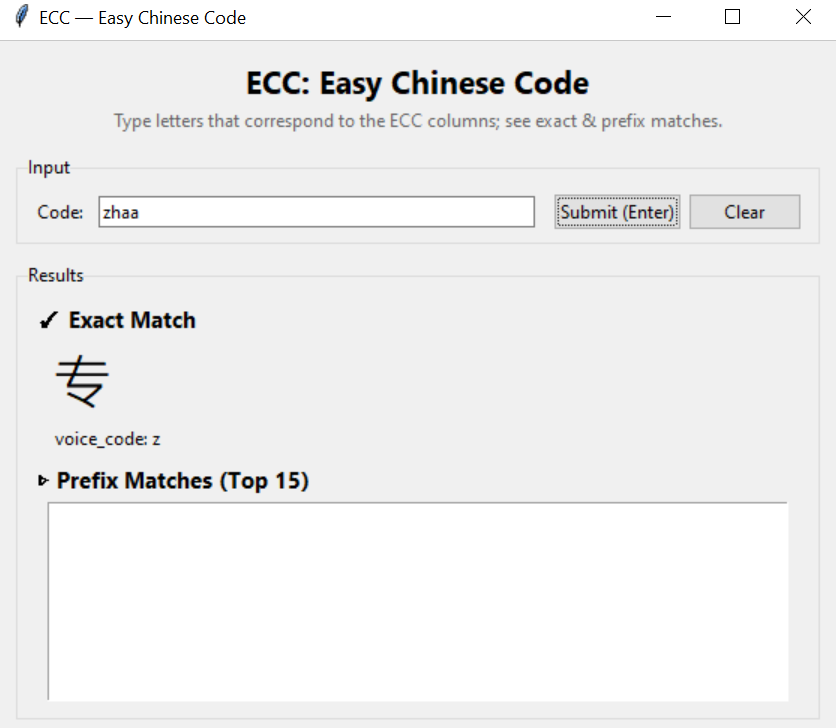 ECC — Easy Chinese Code
ECC: Easy Chinese Code
Type letters that correspond to the ECC columns; see exact & prefix matches.
Input
Code: zhaa Submit (Enter) Clear
Results
✓ Exact Match
专
voice_code: z
▹ Prefix Matches (Top 15)